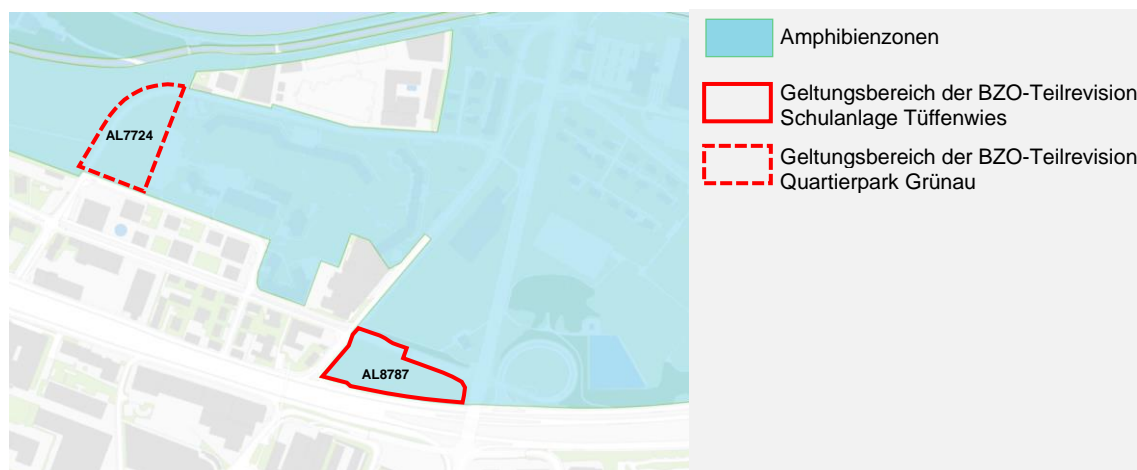 Amphibienzonen
Geltungsbereich der BZO-Teilrevision
Schulanlage Tüffenwies
Geltungsbereich der BZO-Teilrevision
Quartierpark Grünau
AL7724
AL8787